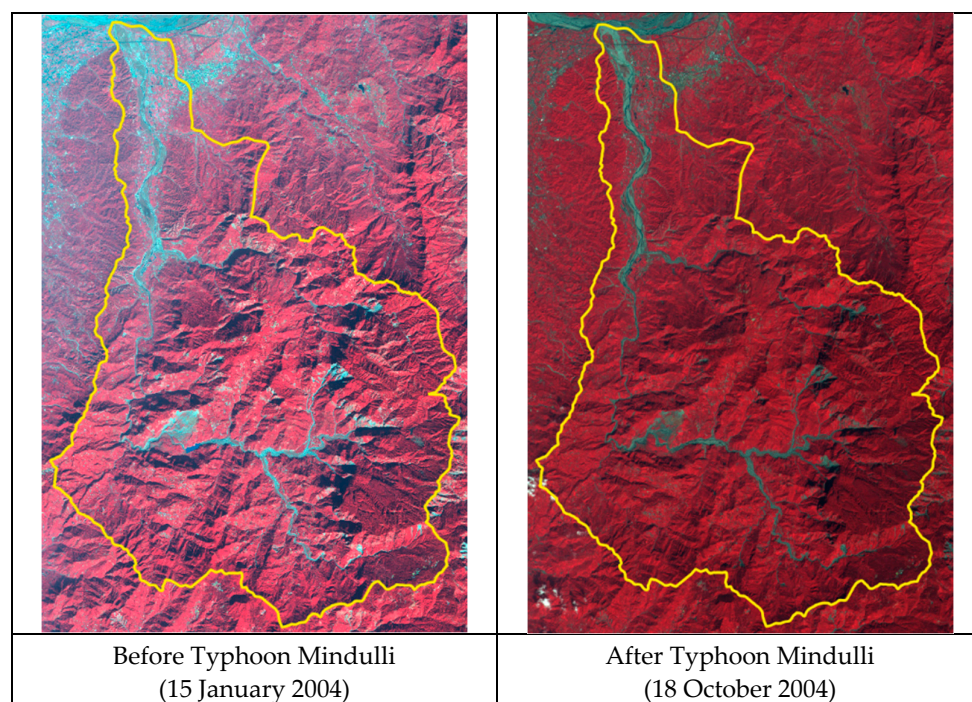 Before Typhoon Mindulli
(15 January 2004)
After Typhoon Mindulli
(18 October 2004)